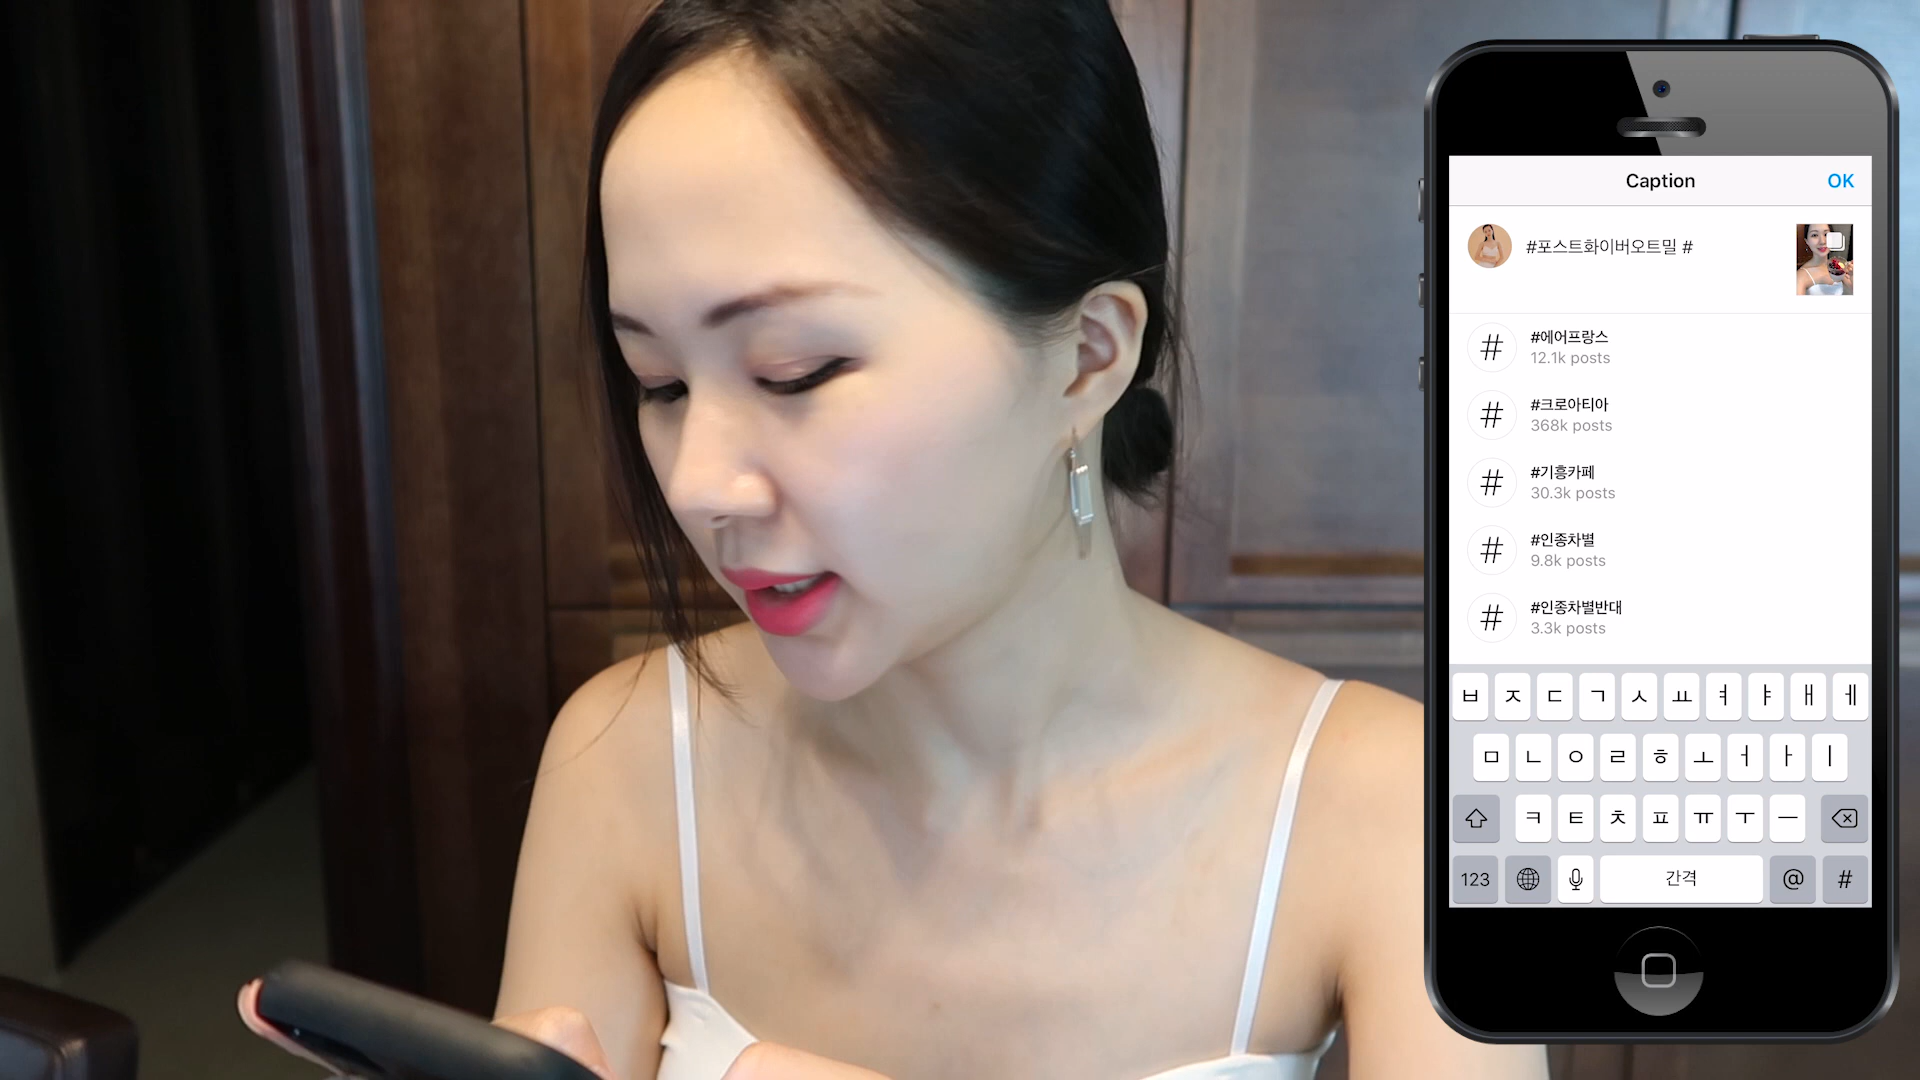 Caption
OK
#포스트화이버오트밀 #
#에어프랑스
12.1k posts
#크로아티아
368k posts
#기흥카페
30.3k posts
#인종차별
9.8k posts
#인종차별반대
3.3k posts
ㅂ ㅈ ㄷ ㄱ ㅅ ㅛ ㅕ ㅑ ㅐ ㅔ
ㅁ ㄴ ㅇ ㄹ ㅎ ㅗ ㅓ ㅏ ㅣ
ㅋ ㅌ ㅊ ㅍ ㅠ ㅜ ㅡ
123 간격 @ #